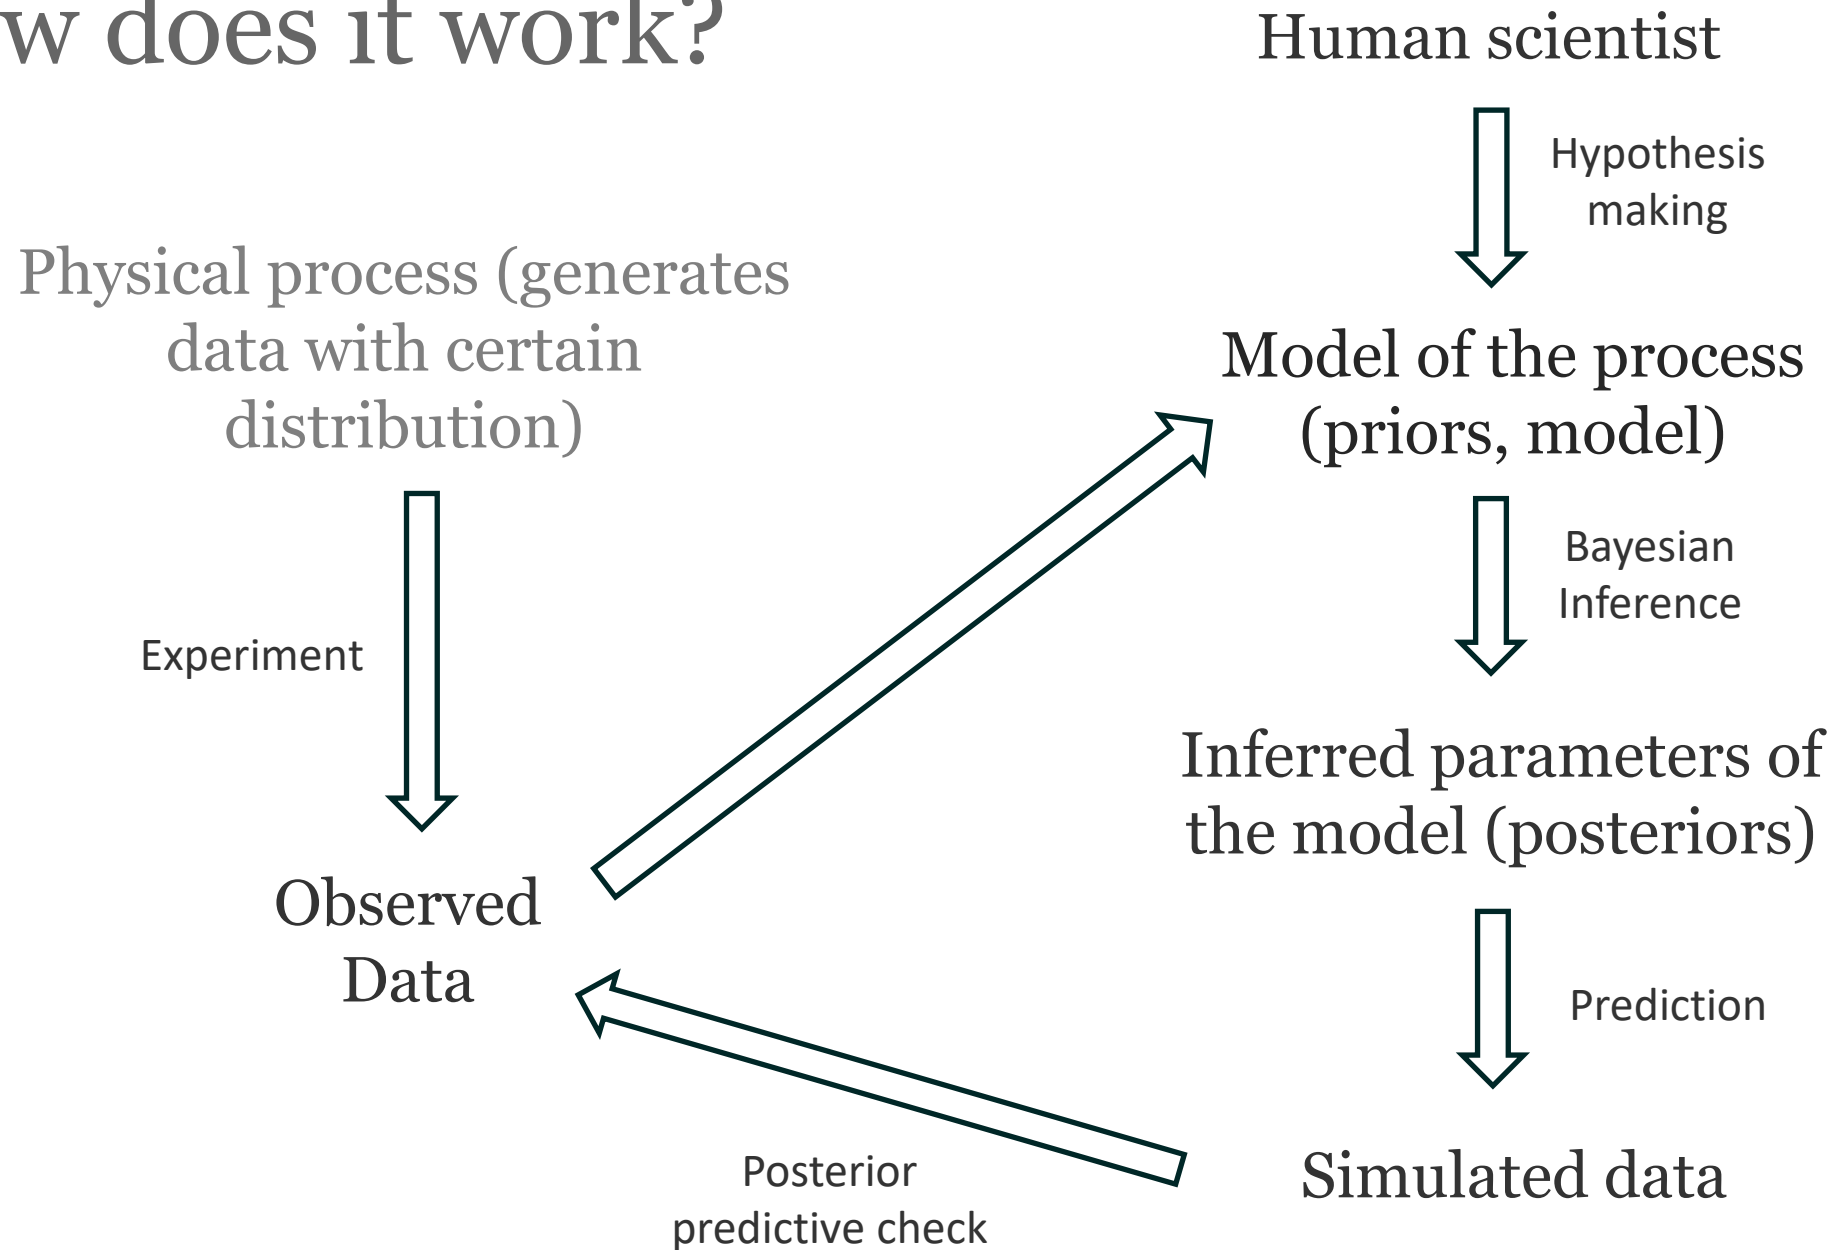 w does it work?
Human scientist
Hypothesis
making
Physical process (generates
data with certain
distribution)
Model of the process
(priors, model)
Bayesian
Inference
Experiment
Inferred parameters of
the model (posteriors)
Observed
Data
Prediction
Posterior
predictive check
Simulated data